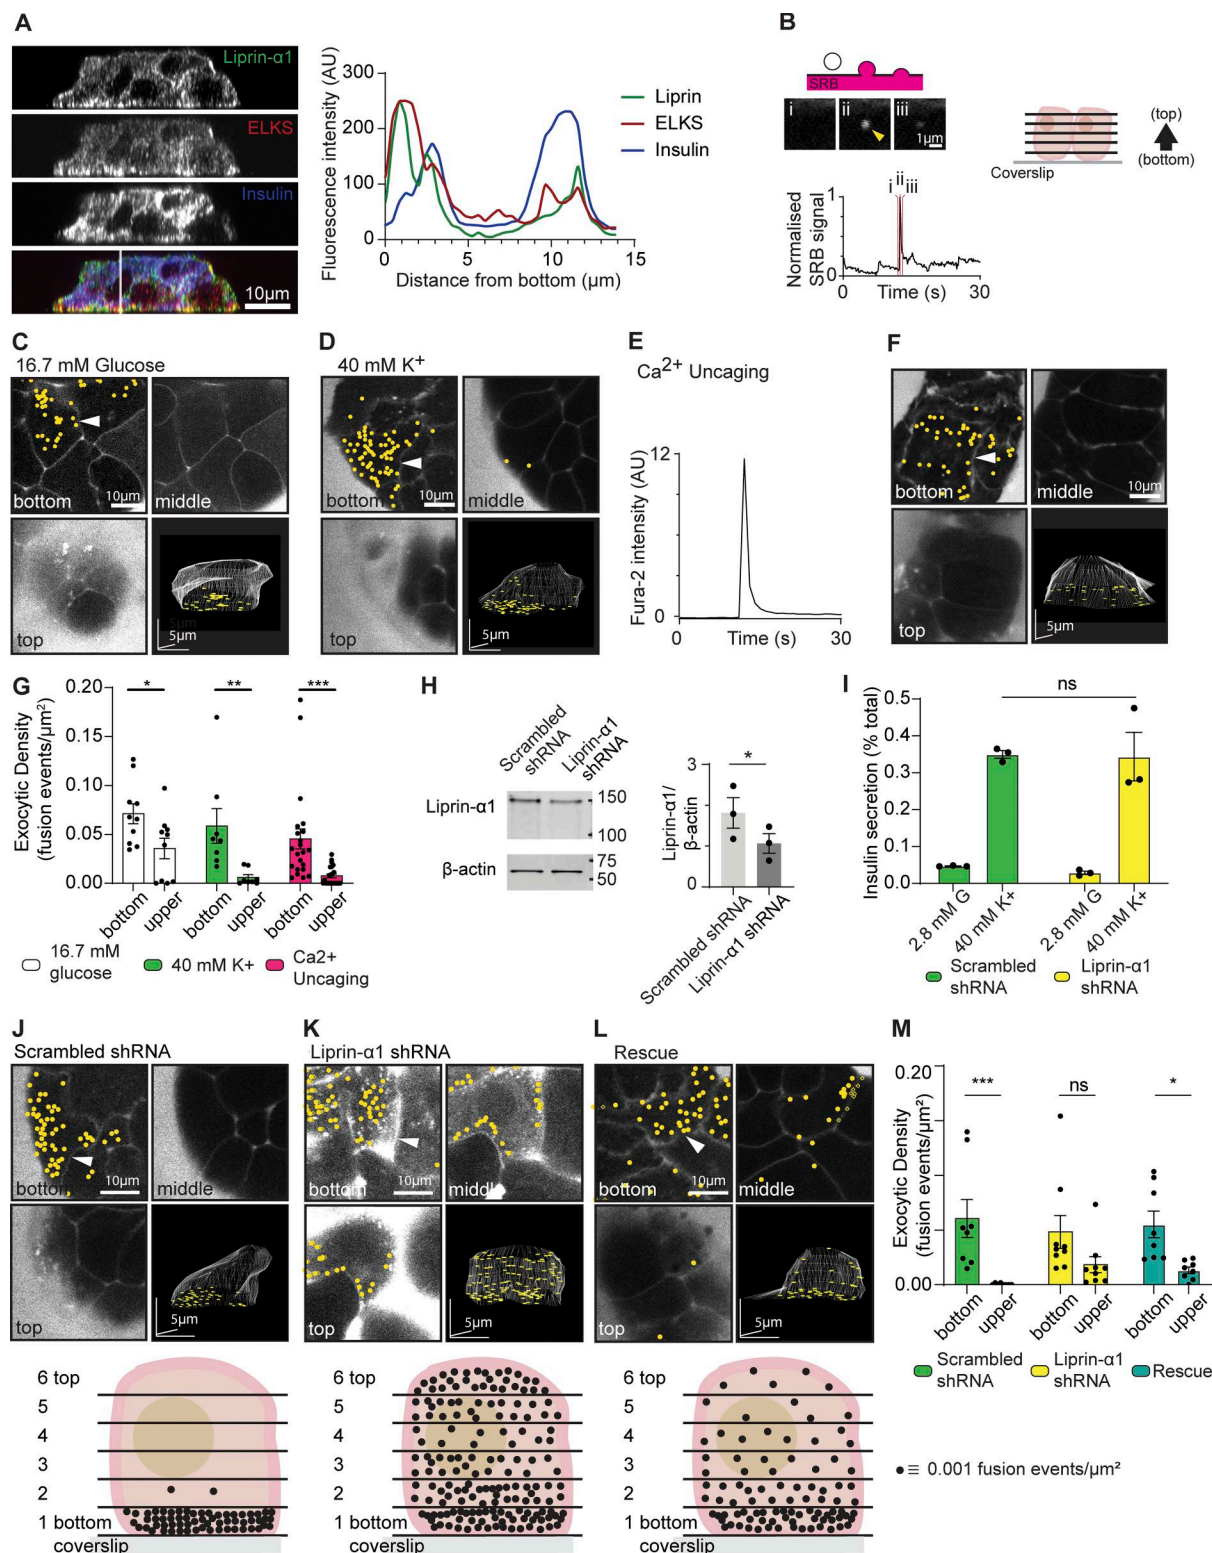 A
Liprin-α1
ELKS
Insulin
10µm
Fluorescence intensity (AU)
300
200
100
0
0
5
10
15
Distance from bottom (µm)
Liprin
ELKS
Insulin
B
SRB
i
ii
iii
1µm
(top)
(bottom)
Coverslip
Normalised
SRB signal
1
0
i
ii
iii
0
Time (s)
30
C
16.7 mM Glucose
bottom
10µm
middle
top
5µm
5µm
D
40 mM K+
bottom
10µm
middle
top
5µm
E
Ca2+ Uncaging
Fura-2 intensity (AU)
12
0
0
Time (s)
30
F
bottom
middle
10µm
top
5µm
G
Exocytic Density
(fusion events/µm²)
0.20
0.15
0.10
0.05
0.00
*
**
***
bottom
upper
bottom
upper
bottom
upper
16.7 mM
glucose
40 mM K+
Ca2+
Uncaging
H
Scrambled
shRNA
Liprin-α1
shRNA
Liprin-α1
150
100
β-actin
75
50
Liprin-α1/
β-actin
3
0
*
Scrambled shRNA
Liprin-α1 shRNA
I
Insulin secretion (% total)
0.5
0.4
0.3
0.2
0.1
0.0
ns
2.8 mM G
40 mM K+
2.8 mM G
40 mM K+
Scrambled
shRNA
Liprin-α1
shRNA
J
Scrambled shRNA
bottom
10µm
middle
top
5µm
K
Liprin-α1 shRNA
bottom
10µm
middle
top
5µm
L
Rescue
bottom
10µm
middle
top
5µm
M
Exocytic Density
(fusion events/µm²)
0.20
0.00
***
ns
*
bottom
upper
bottom
upper
bottom
upper
Scrambled
shRNA
Liprin-α1
shRNA
Rescue
6 top
5
4
3
2
1 bottom
coverslip
6 top
5
4
3
2
1 bottom
coverslip
6 top
5
4
3
2
1 bottom
coverslip
●≡ 0.001 fusion events/µm²